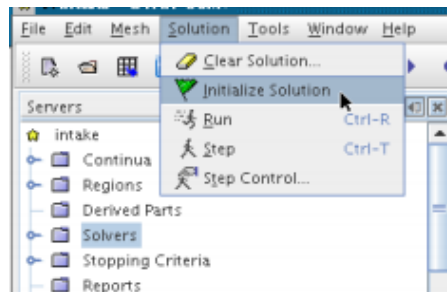 File Edit Mesh Solution Tools Window Help
Clear Solution...
Initialize Solution
Run Ctrl-R
Step Ctrl-T
Step Control...
Servers
intake
Continua
Regions
Derived Parts
Solvers
Stopping Criteria
Reports